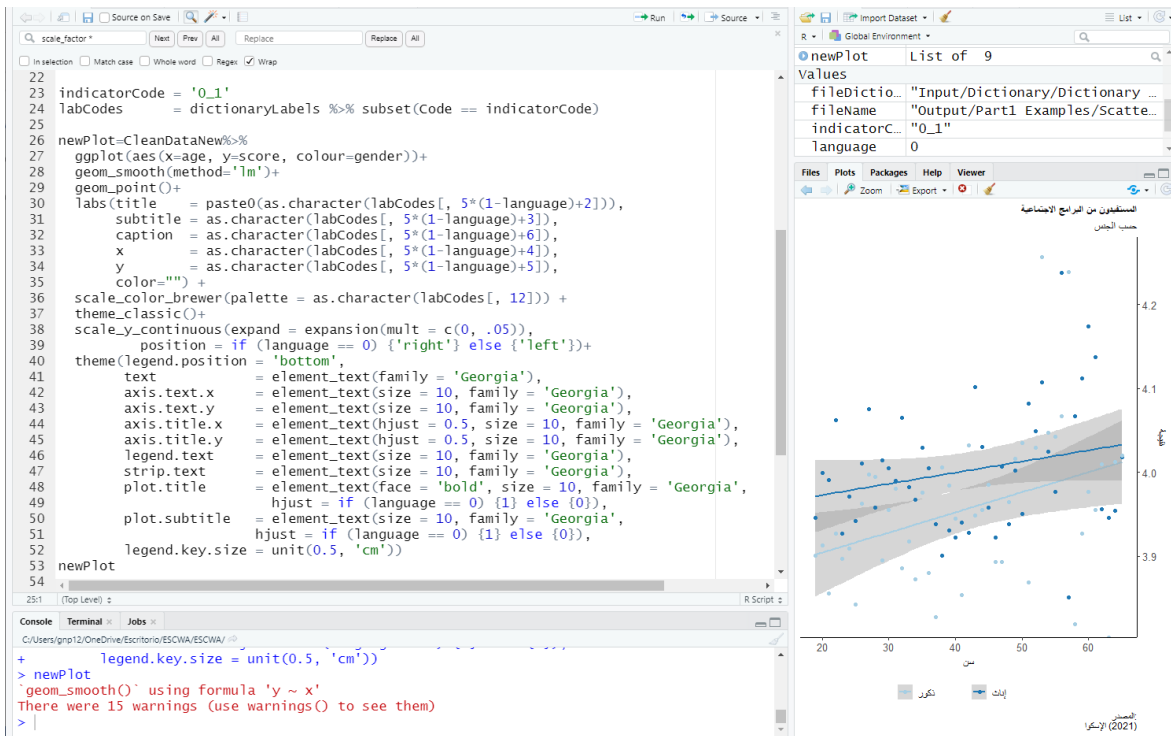 Source on Save
Run
Source
scale_factor *
Next
Prev
All
Replace
Replace
All
In selection
Match case
Whole word
Regex
Wrap
22
23 indicatorCode = '0_1'
24 labCodes       = dictionaryLabels %>% subset(Code == indicatorCode)
25
26 newPlot=CleanDataNew%>%
27   ggplot(aes(x=age, y=score, colour=gender))+
28   geom_smooth(method='lm')+
29   geom_point()+
30   labs(title    = paste0(as.character(labCodes[, 5*(1-language)+2])),
31        subtitle = as.character(labCodes[, 5*(1-language)+3]),
32        caption  = as.character(labCodes[, 5*(1-language)+6]),
33        x        = as.character(labCodes[, 5*(1-language)+4]),
34        y        = as.character(labCodes[, 5*(1-language)+5]),
35        color="") +
36   scale_color_brewer(palette = as.character(labCodes[, 12])) +
37   theme_classic()+
38   scale_y_continuous(expand = expansion(mult = c(0, .05)),
39           position = if (language == 0) {'right'} else {'left'})+
40   theme(legend.position = 'bottom',
41         text            = element_text(family = 'Georgia'),
42         axis.text.x     = element_text(size = 10, family = 'Georgia'),
43         axis.text.y     = element_text(size = 10, family = 'Georgia'),
44         axis.title.x    = element_text(hjust = 0.5, size = 10, family = 'Georgia'),
45         axis.title.y    = element_text(hjust = 0.5, size = 10, family = 'Georgia'),
46         legend.text     = element_text(size = 10, family = 'Georgia'),
47         strip.text      = element_text(size = 10, family = 'Georgia'),
48         plot.title      = element_text(face = 'bold', size = 10, family = 'Georgia',
49                           hjust = if (language == 0) {1} else {0}),
50         plot.subtitle   = element_text(size = 10, family = 'Georgia',
51                         hjust = if (language == 0) {1} else {0}),
52         legend.key.size = unit(0.5, 'cm'))
53 newPlot
54
25:1 (Top Level)
R Script
Console Terminal Jobs
C:/Users/gnp12/OneDrive/Escritorio/ESCWA/ESCWA/
+         legend.key.size = unit(0.5, 'cm'))
> newPlot
`geom_smooth()` using formula 'y ~ x'
There were 15 warnings (use warnings() to see them)
>
Import Dataset
List
R Global Environment
newPlot List of 9
Values
fileDictio… "Input/Dictionary/Dictionary …
fileName "Output/Part1 Examples/Scatte…
indicatorC… "0_1"
language 0
Files Plots Packages Help Viewer
Zoom Export
المستفيدون من البرامج الاجتماعية
حسب الجنس
4.2
4.1
4.0
3.9
20 30 40 50 60
سن
ذكور إناث
المصدر:
(2021) الإسكوا